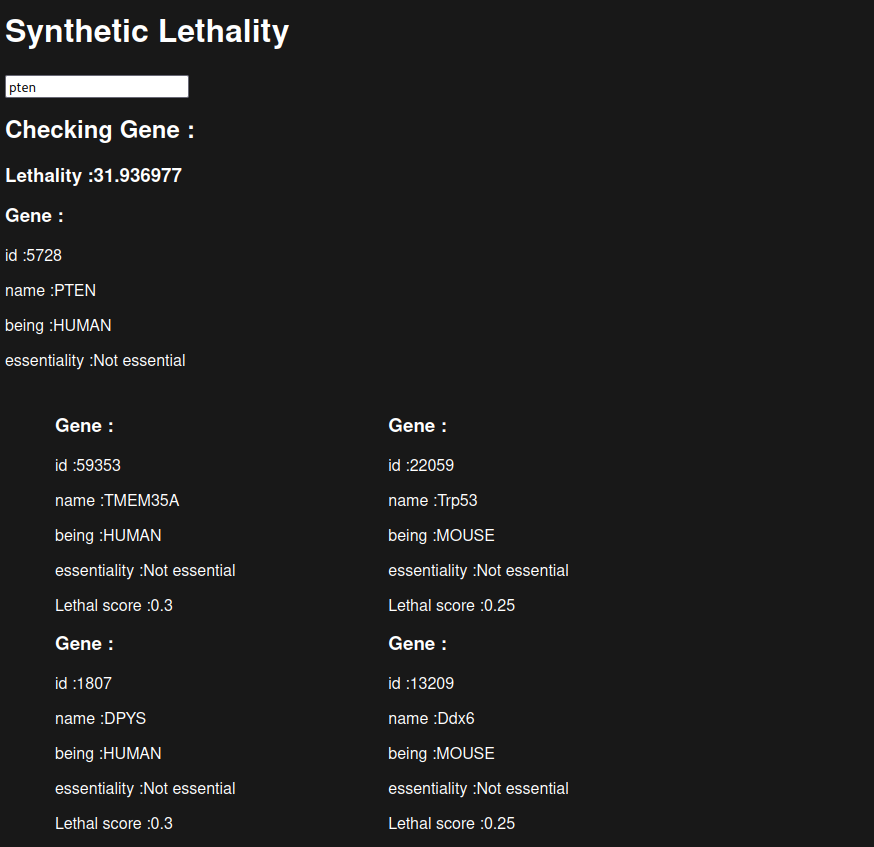 Synthetic Lethality
pten
Checking Gene :
Lethality :31.936977
Gene :
id :5728
name :PTEN
being :HUMAN
essentiality :Not essential
Gene :
id :59353
name :TMEM35A
being :HUMAN
essentiality :Not essential
Lethal score :0.3
Gene :
id :22059
name :Trp53
being :MOUSE
essentiality :Not essential
Lethal score :0.25
Gene :
id :1807
name :DPYS
being :HUMAN
essentiality :Not essential
Lethal score :0.3
Gene :
id :13209
name :Ddx6
being :MOUSE
essentiality :Not essential
Lethal score :0.25